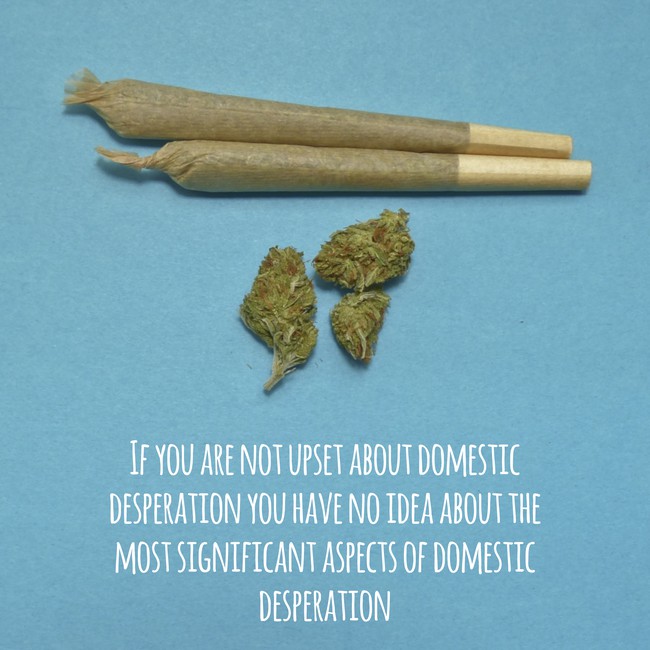 If you are not upset about domestic
desperation you have no idea about the
most significant aspects of domestic
desperation